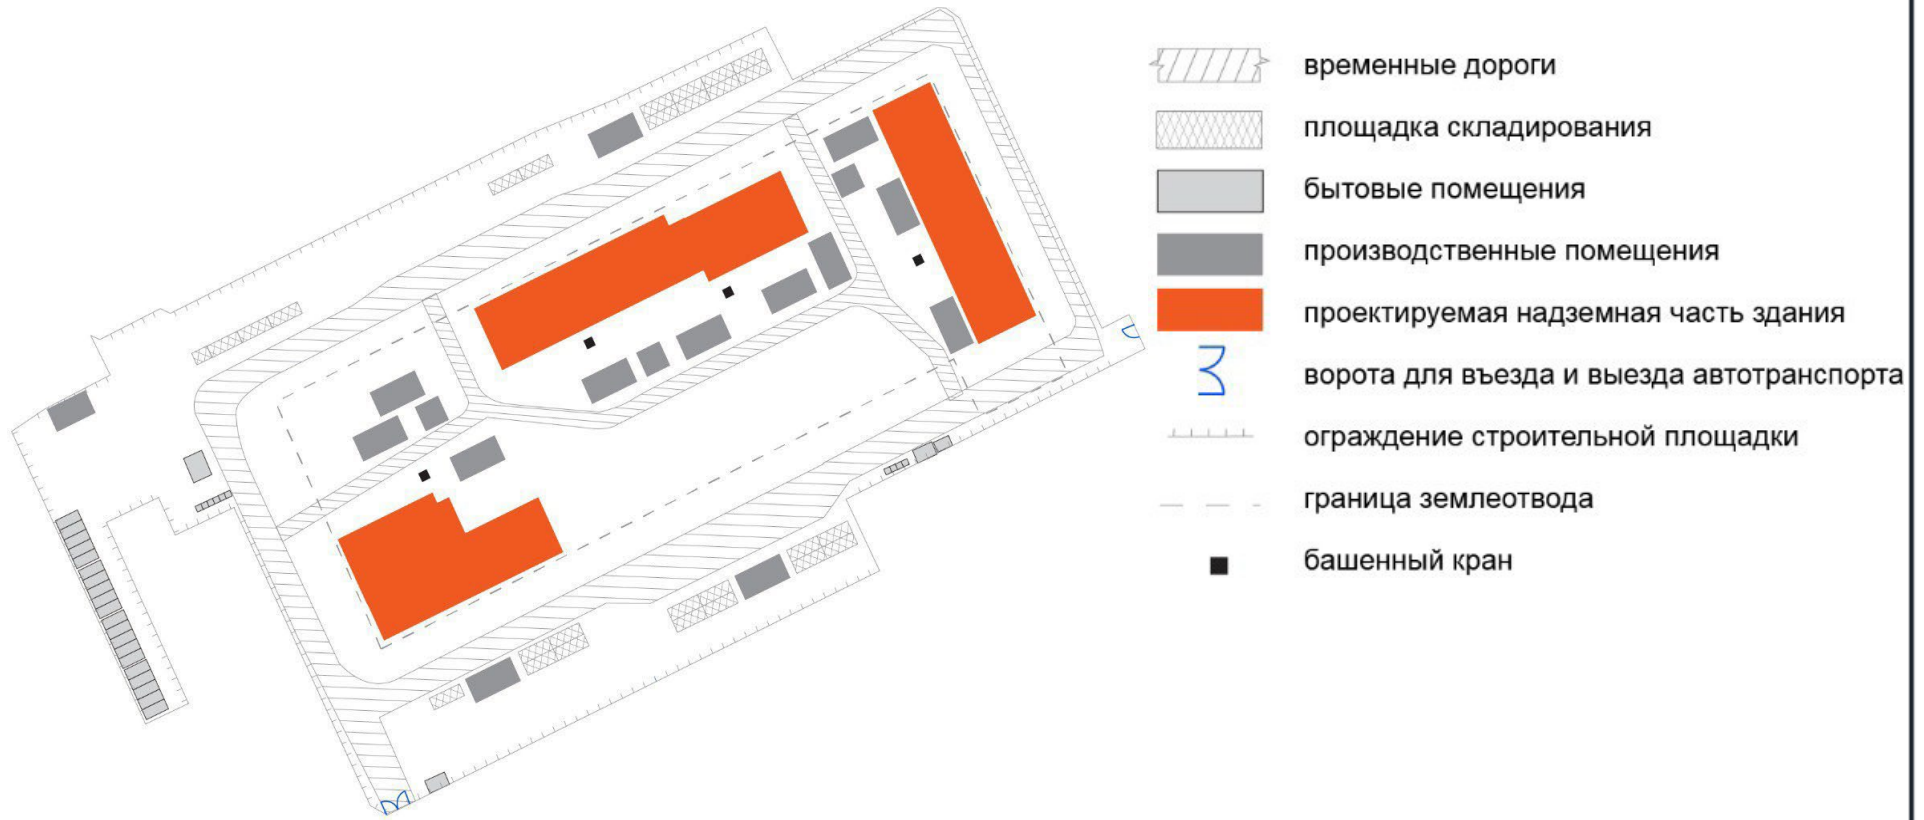 временные дороги
площадка складирования
бытовые помещения
производственные помещения
проектируемая надземная часть здания
ворота для въезда и выезда автотранспорта
ограждение строительной площадки
граница землеотвода
башенный кран